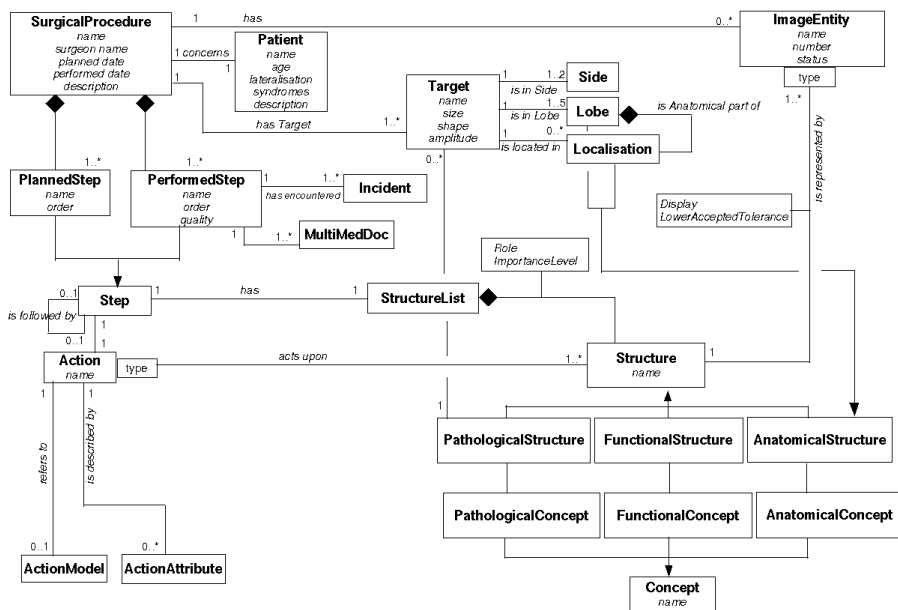 SurgicalProcedure
name
surgeon name
planned date
performed date
description
1
has
0..*
ImageEntity
name
number
status
type
1..*
1 concerns
1
Patient
name
age
lateralisation
syndromes
description
1
has Target
1..*
Target
name
size
shape
amplitude
0..*
1
1..2
is in Side
Side
1
1..5
is in Lobe
Lobe
1
0..*
is located in
Localisation
is Anatomical part of
is represented by
1..*
PlannedStep
name
order
1..*
PerformedStep
name
order
quality
1
1..*
has encountered
Incident
1
1..*
MultiMedDoc
Display
LowerAcceptedTolerance
Role
ImportanceLevel
0..1
Step
1
has
1
StructureList
is followed by
0..1
1
1
Action
name
type
acts upon
1..*
Structure
name
1
1
1
1
refers to
is described by
PathologicalStructure
FunctionalStructure
AnatomicalStructure
PathologicalConcept
FunctionalConcept
AnatomicalConcept
0..1
0..*
ActionModel
ActionAttribute
Concept
name